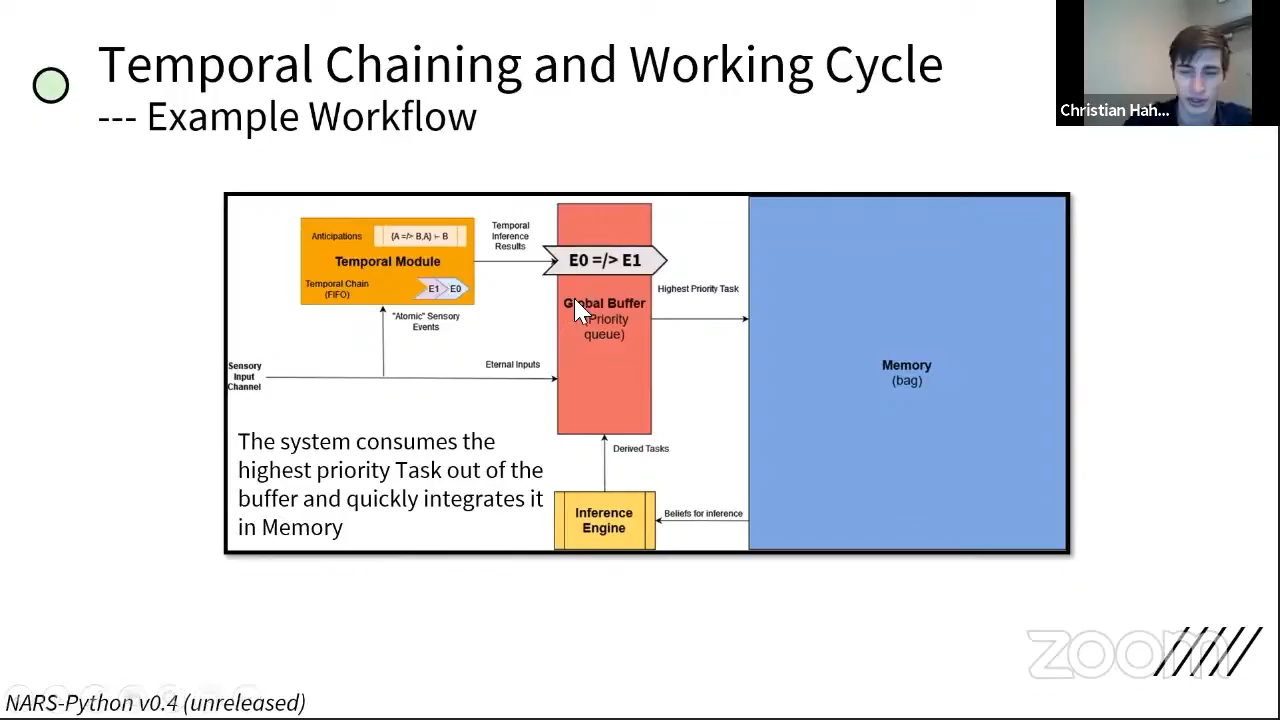 Temporal Chaining and Working Cycle
--- Example Workflow
Christian Hah...
Anticipations
{A =/> B,A} ⊢ B
Temporal Module
Temporal Chain
(FIFO)
E1
E0
Temporal
Inference
Results
E0 =/> E1
"Atomic" Sensory
Events
Global Buffer
(Priority
queue)
Highest Priority Task
Memory
(bag)
Sensory
Input
Channel
Eternal Inputs
The system consumes the
highest priority Task out of the
buffer and quickly integrates it
in Memory
Derived Tasks
Inference
Engine
Beliefs for inference
zoom
NARS-Python v0.4 (unreleased)